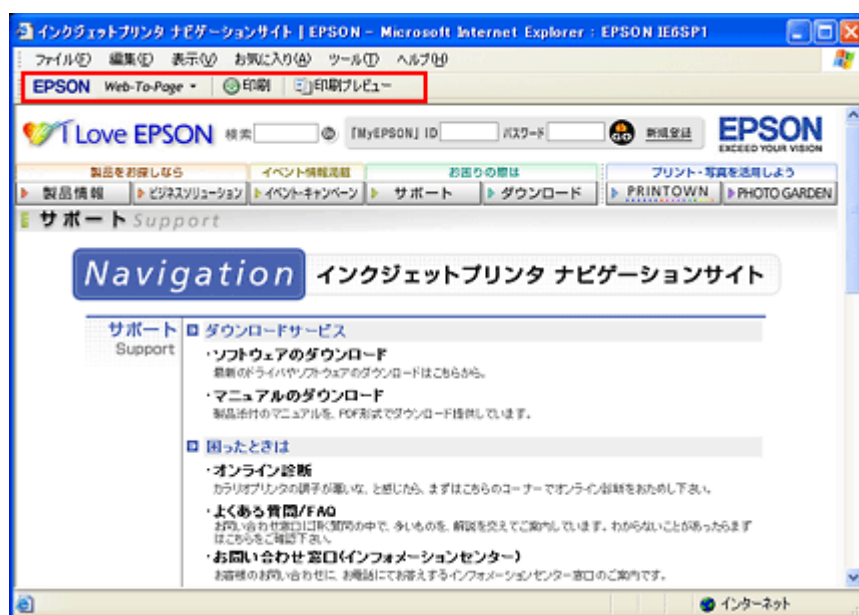 インクジェットプリンタ ナビゲーションサイト | EPSON - Microsoft Internet Explorer : EPSON IE6SP1
ファイル(F) 編集(E) 表示(V) お気に入り(A) ツール(T) ヘルプ(H)
EPSON Web-To-Page 印刷 印刷プレビュー
I Love EPSON 検索 「MyEPSON」 ID パスワード 新規登録 EPSON
EXCEED YOUR VISION
製品をお探しなら イベント情報満載 お困りの際は プリント・写真を活用しよう
製品情報 ビジネスソリューション イベント・キャンペーン サポート ダウンロード PRINTOWN PHOTO GARDEN
サポート Support
Navigation インクジェットプリンタ ナビゲーションサイト
サポート
Support
ダウンロードサービス
・ソフトウェアのダウンロード
最新のドライバやソフトウェアのダウンロードはこちらから。
・マニュアルのダウンロード
製品添付のマニュアルを、PDF形式でダウンロード提供しています。
困ったときは
・オンライン診断
カラリオプリンタの調子が悪いな、と感じたら、まずはこちらのコーナーでオンライン診断をおためし下さい。
・よくある質問/FAQ
お問い合わせ窓口に頂く質問の中で、多いものを、解説を交えてご案内しています。わからないことがあったらまず
はこちらをご確認下さい。
・お問い合わせ窓口(インフォメーションセンター)
お客様のお問い合わせに、お電話にてお答えするインフォメーションセンター窓口のご案内です。
インターネット